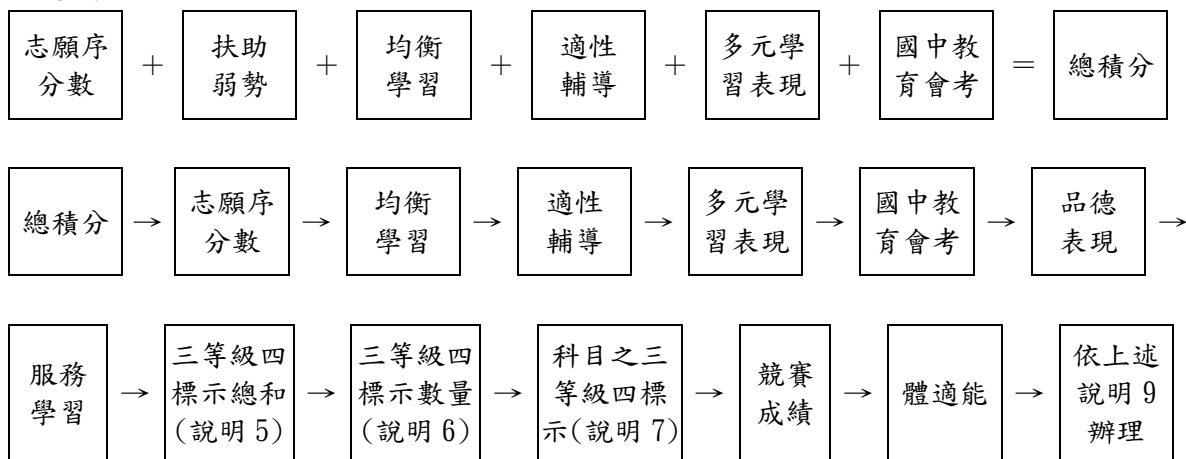 志願序分數 + 扶助弱勢 + 均衡學習 + 適性輔導 + 多元學習表現 + 國中教育會考 = 總積分
總積分 → 志願序分數 → 均衡學習 → 適性輔導 → 多元學習表現 → 國中教育會考 → 品德表現 →
服務學習 → 三等級四標示總和(說明 5) → 三等級四標示數量(說明 6) → 科目之三等級四標示(說明 7) → 競賽成績 → 體適能 → 依上述說明 9 辦理